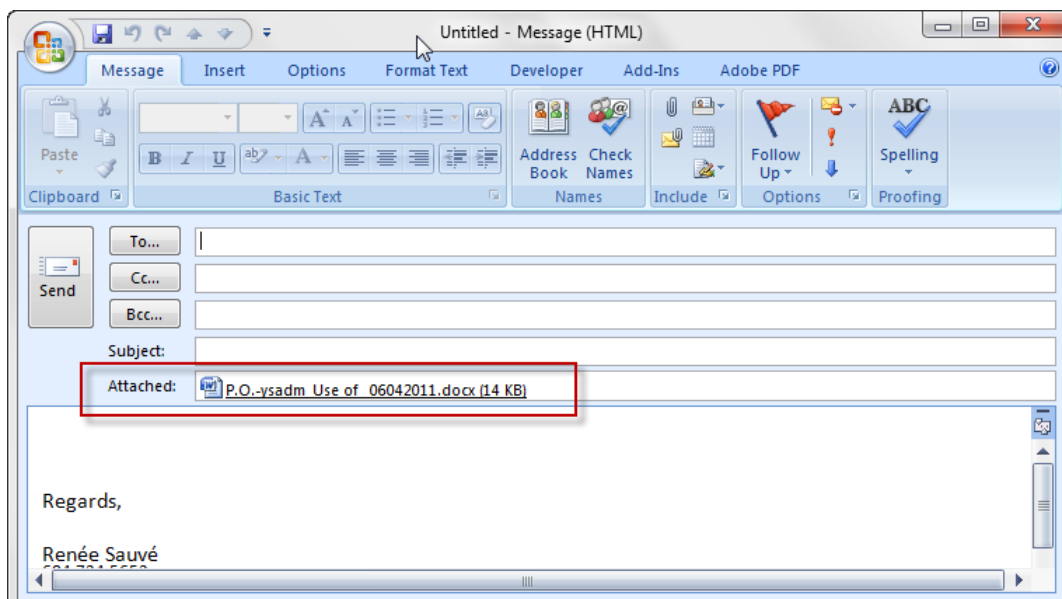 Untitled - Message (HTML)
Message Insert Options Format Text Developer Add-Ins Adobe PDF
Paste
B I U ab A
Address Book
Check Names
Follow Up
ABC
Spelling
Clipboard Basic Text Names Include Options Proofing
To...
Send
Cc...
Bcc...
Subject:
Attached: P.O.-ysadm_Use of_06042011.docx (14 KB)
Regards,
Renée Sauvé